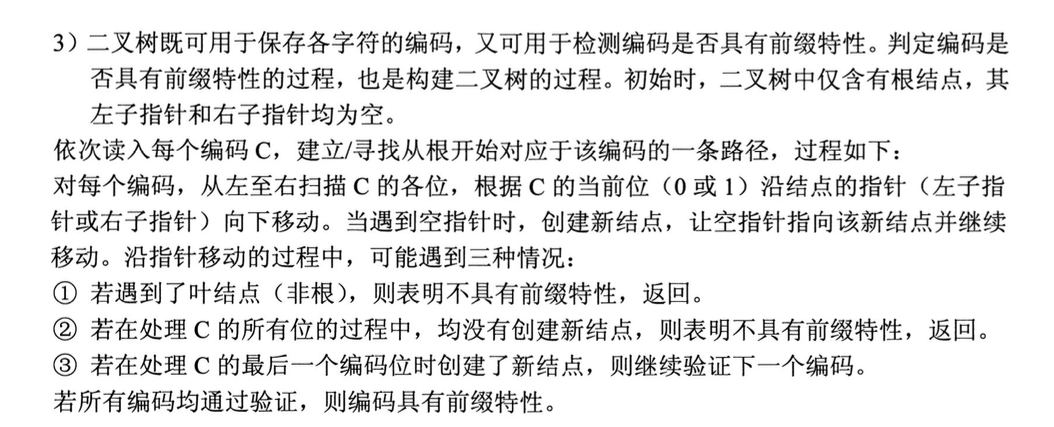 3）二叉树既可用于保存各字符的编码，又可用于检测编码是否具有前缀特性。判定编码是
否具有前缀特性的过程，也是构建二叉树的过程。初始时，二叉树中仅含有根结点，其
左子指针和右子指针均为空。
依次读入每个编码 C，建立/寻找从根开始对应于该编码的一条路径，过程如下：
对每个编码，从左至右扫描 C 的各位，根据 C 的当前位（0 或 1）沿结点的指针（左子指
针或右子指针）向下移动。当遇到空指针时，创建新结点，让空指针指向该新结点并继续
移动。沿指针移动的过程中，可能遇到三种情况：
① 若遇到了叶结点（非根），则表明不具有前缀特性，返回。
② 若在处理 C 的所有位的过程中，均没有创建新结点，则表明不具有前缀特性，返回。
③ 若在处理 C 的最后一个编码位时创建了新结点，则继续验证下一个编码。
若所有编码均通过验证，则编码具有前缀特性。